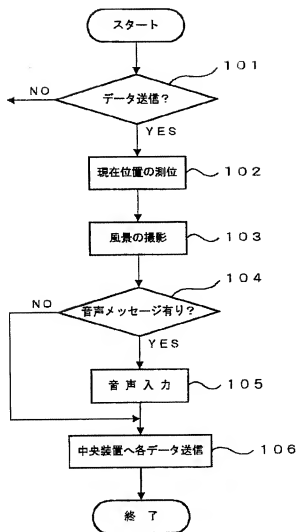 スタート
101
データ送信?
NO
YES
現在位置の測位
102
風景の撮影
103
104
音声メッセージ有り?
NO
YES
音声入力
105
中央装置へ各データ送信
106
終了